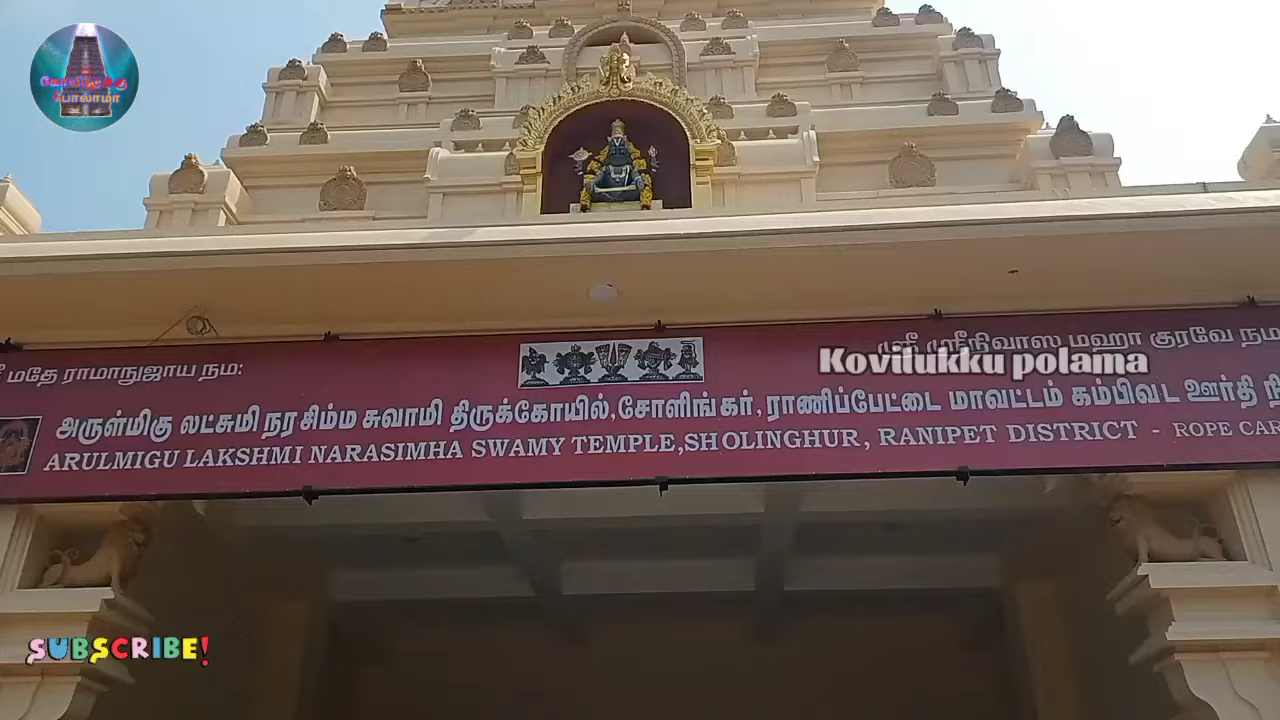 கோயிலுக்கு
போலாமா
மதே ராமாநுஜாய நம:
ஸ்ரீ ஸ்ரீநிவாஸ மஹா குரவே நம
Kovilukku polama
அருள்மிகு லட்சுமி நரசிம்ம சுவாமி திருக்கோயில்,சோளிங்கர், ராணிப்பேட்டை மாவட்டம் கம்பிவட ஊர்தி நி
ARULMIGU LAKSHMI NARASIMHA SWAMY TEMPLE,SHOLINGHUR, RANIPET DISTRICT - ROPE CAR
SUBSCRIBE!